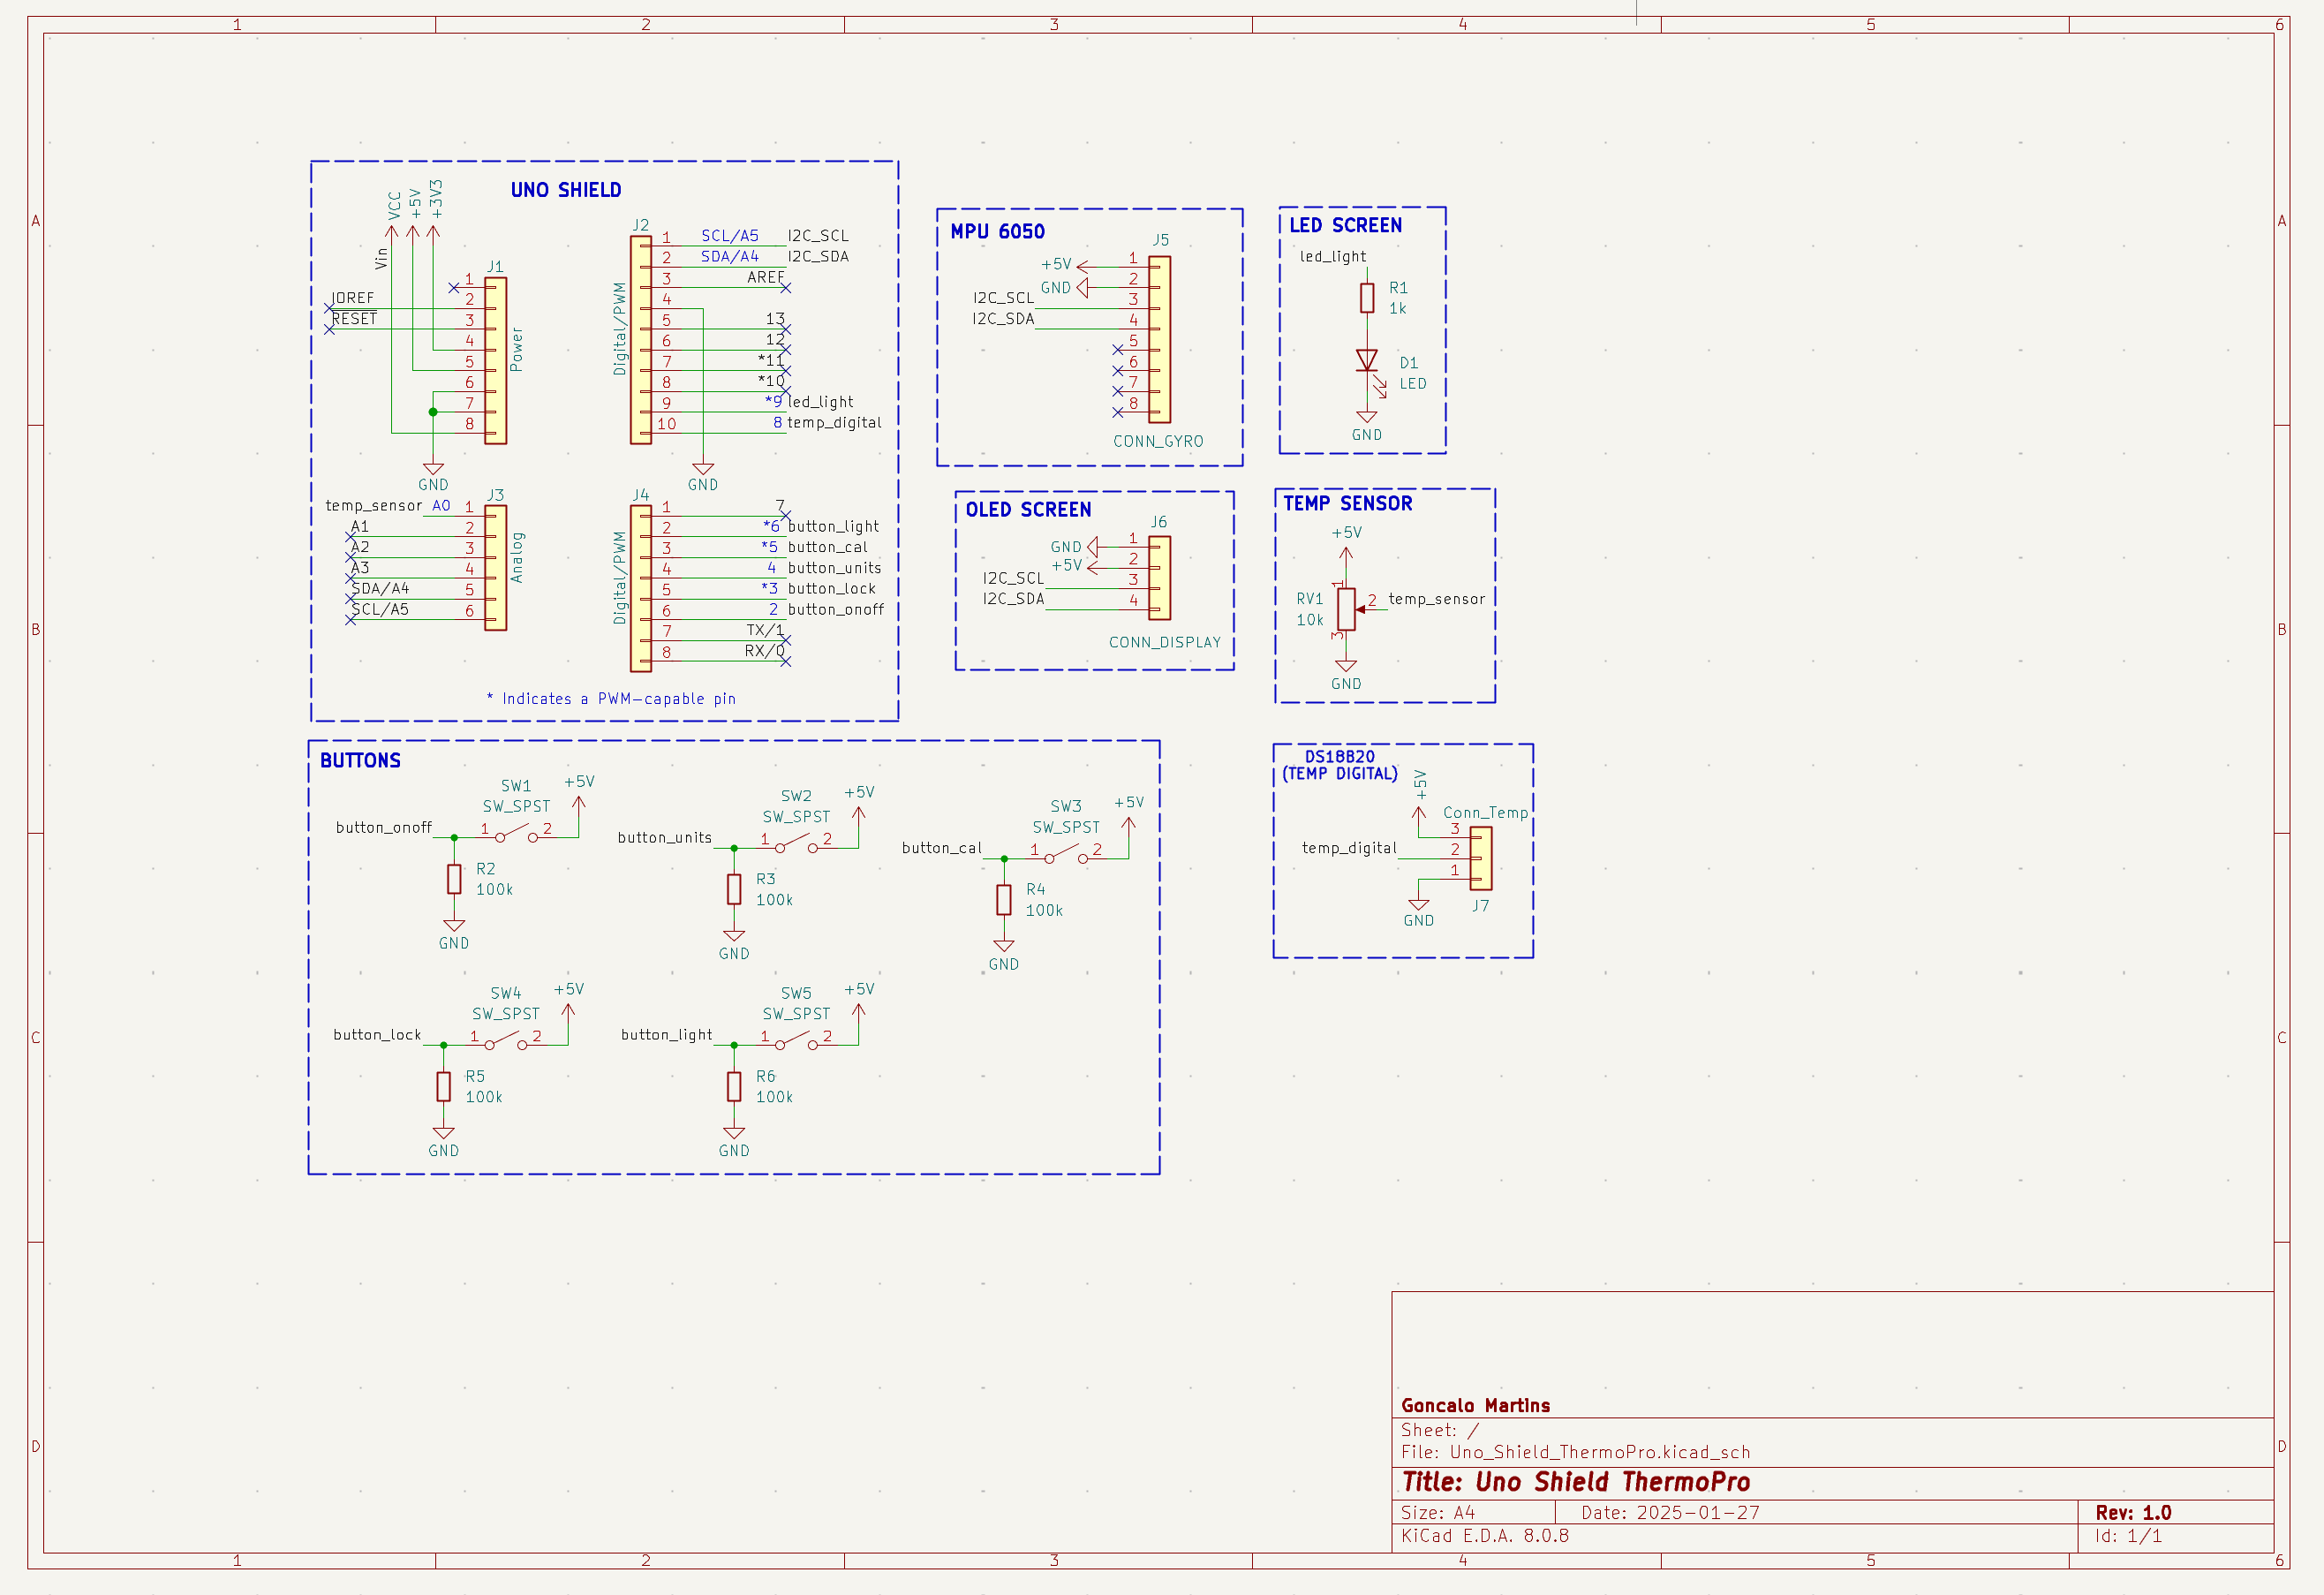 1 2 3 4 5 6
A A
B B
C C
D D
UNO SHIELD
VCC
+5V
+3V3
Vin
J1
1
IOREF 2
RESET 3
4
5
6
7
8
Power
GND
J2
1 SCL/A5 I2C_SCL
2 SDA/A4 I2C_SDA
3 AREF
4
5 13
6 12
7 *11
8 *10
9 *9 led_light
10 8 temp_digital
Digital/PWM
GND
J3
temp_sensor A0 1
A1 2
A2 3
A3 4
SDA/A4 5
SCL/A5 6
Analog
J4
1 7
2 *6 button_light
3 *5 button_cal
4 4 button_units
5 *3 button_lock
6 2 button_onoff
7 TX/1
8 RX/0
Digital/PWM
* Indicates a PWM-capable pin
MPU 6050
J5
+5V 1
GND 2
I2C_SCL 3
I2C_SDA 4
5
6
7
8
CONN_GYRO
LED SCREEN
led_light
R1
1k
D1
LED
GND
OLED SCREEN
J6
GND 1
+5V 2
I2C_SCL 3
I2C_SDA 4
CONN_DISPLAY
TEMP SENSOR
+5V
1
RV1 2 temp_sensor
10k
3
GND
BUTTONS
SW1
SW_SPST
+5V
button_onoff 1 2
R2
100k
GND
SW2
SW_SPST
+5V
button_units 1 2
R3
100k
GND
SW3
SW_SPST
+5V
button_cal 1 2
R4
100k
GND
SW4
SW_SPST
+5V
button_lock 1 2
R5
100k
GND
SW5
SW_SPST
+5V
button_light 1 2
R6
100k
GND
DS18B20
(TEMP DIGITAL)
+5V
Conn_Temp
3
temp_digital 2
1
GND
J7
Goncalo Martins
Sheet: /
File: Uno_Shield_ThermoPro.kicad_sch
Title: Uno Shield ThermoPro
Size: A4 Date: 2025-01-27 Rev: 1.0
KiCad E.D.A. 8.0.8 Id: 1/1
1 2 3 4 5 6